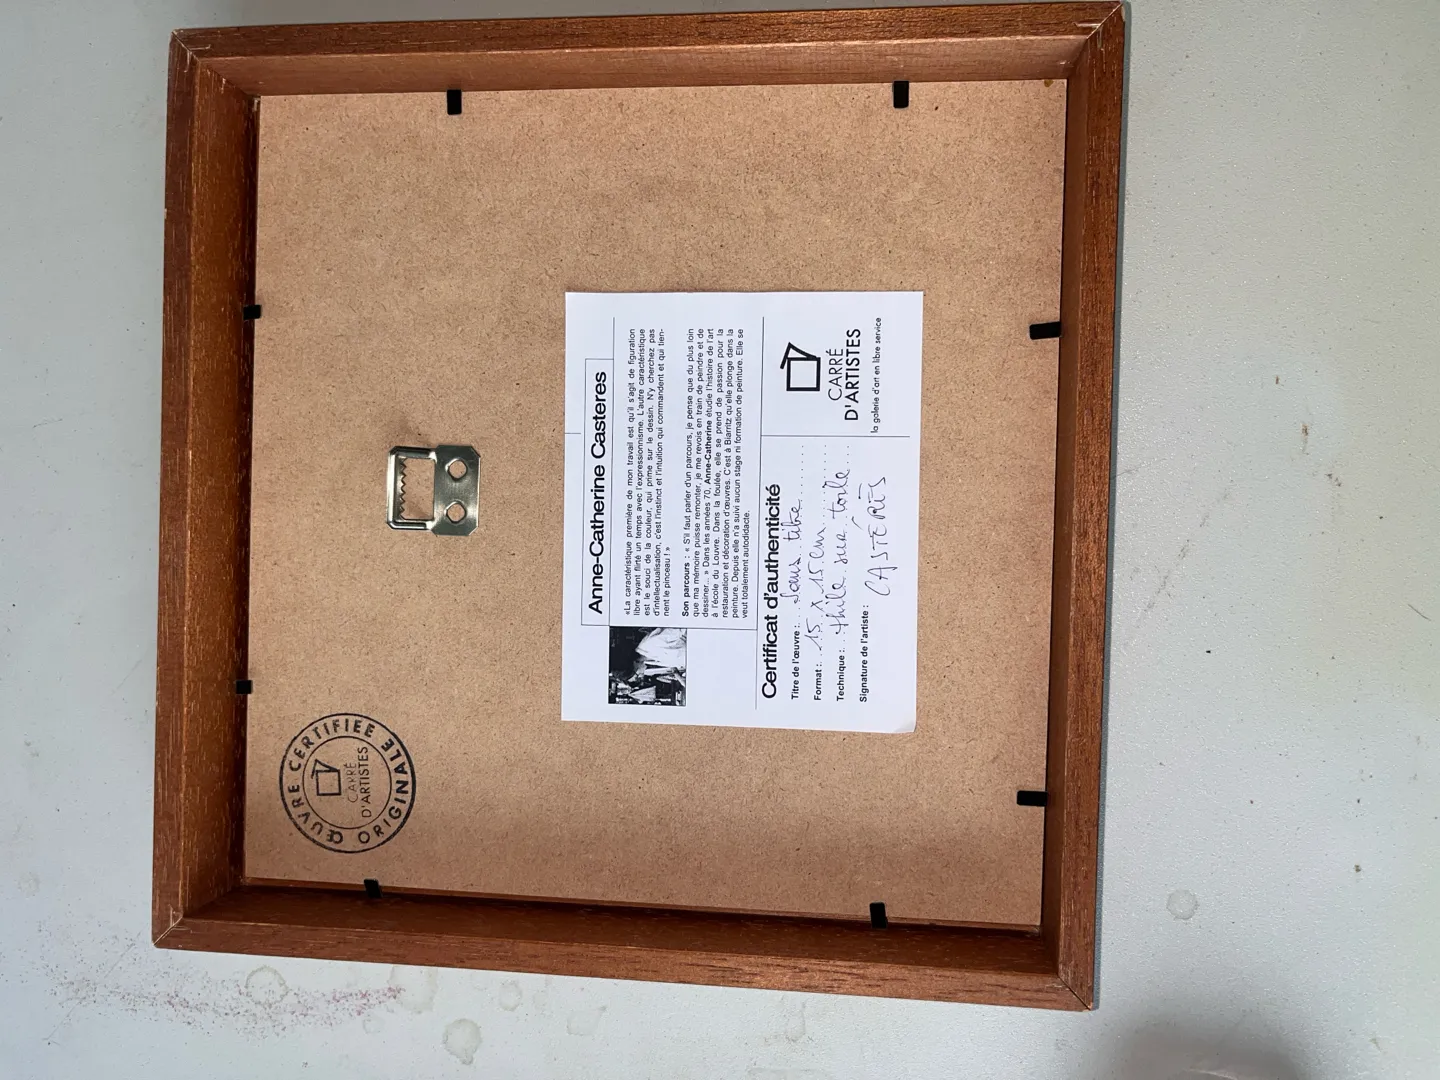 Anne-Catherine Casteres
«La caractéristique première de mon travail est qu'il s'agit de figuration
libre ayant flirté un temps avec l'expressionnisme. L'autre caractéristique
est le souci de la couleur, qui prime sur le dessin. N'y cherchez pas
d'intellectualisation, c'est l'instinct et l'intuition qui commandent et qui tien-
nent le pinceau ! »
Son parcours : « S'il faut parler d'un parcours, je pense que du plus loin
que ma mémoire puisse remonter, je me revois en train de peindre et de
dessiner... » Dans les années 70, Anne-Catherine étudie l'histoire de l'art
à l'école du Louvre. Dans la foulée, elle se prend de passion pour la
restauration et décoration d'œuvres. C'est à Biarritz qu'elle plonge dans la
peinture. Depuis elle n'a suivi aucun stage ni formation de peinture. Elle se
veut totalement autodidacte.
Certificat d'authenticité
Titre de l'œuvre : Sans titre
Format : 15 X 15 cm
Technique : Huile sur toile
Signature de l'artiste : CASTÉRÈS
CARRÉ
D'ARTISTES
la galerie d'art en libre service
ŒUVRE CERTIFIEE ORIGINALE
CARRÉ
D'ARTISTES